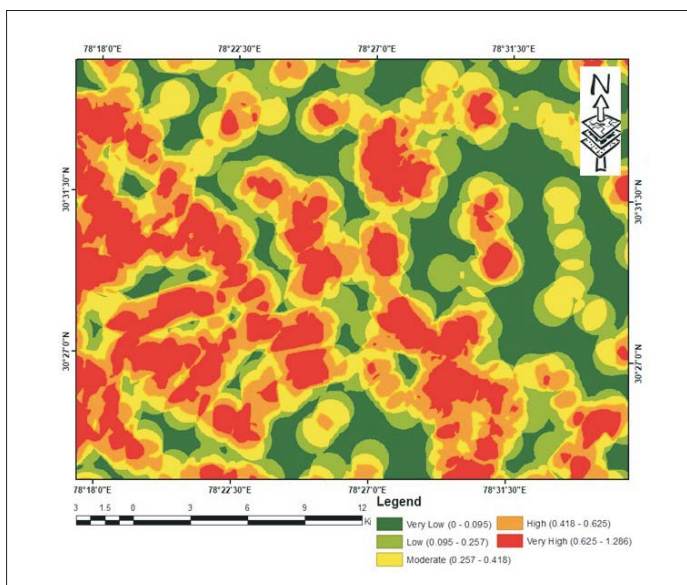 78°18'0"E 78°22'30"E 78°27'0"E 78°31'30"E
N
30°31'30"N
30°31'30"N
30°27'0"N
30°27'0"N
78°18'0"E 78°22'30"E 78°27'0"E 78°31'30"E
Legend
3 1.5 0 3 6 9 12
Ki
Very Low (0 - 0.095) High (0.418 - 0.625)
Low (0.095 - 0.257) Very High (0.625 - 1.286)
Moderate (0.257 - 0.418)